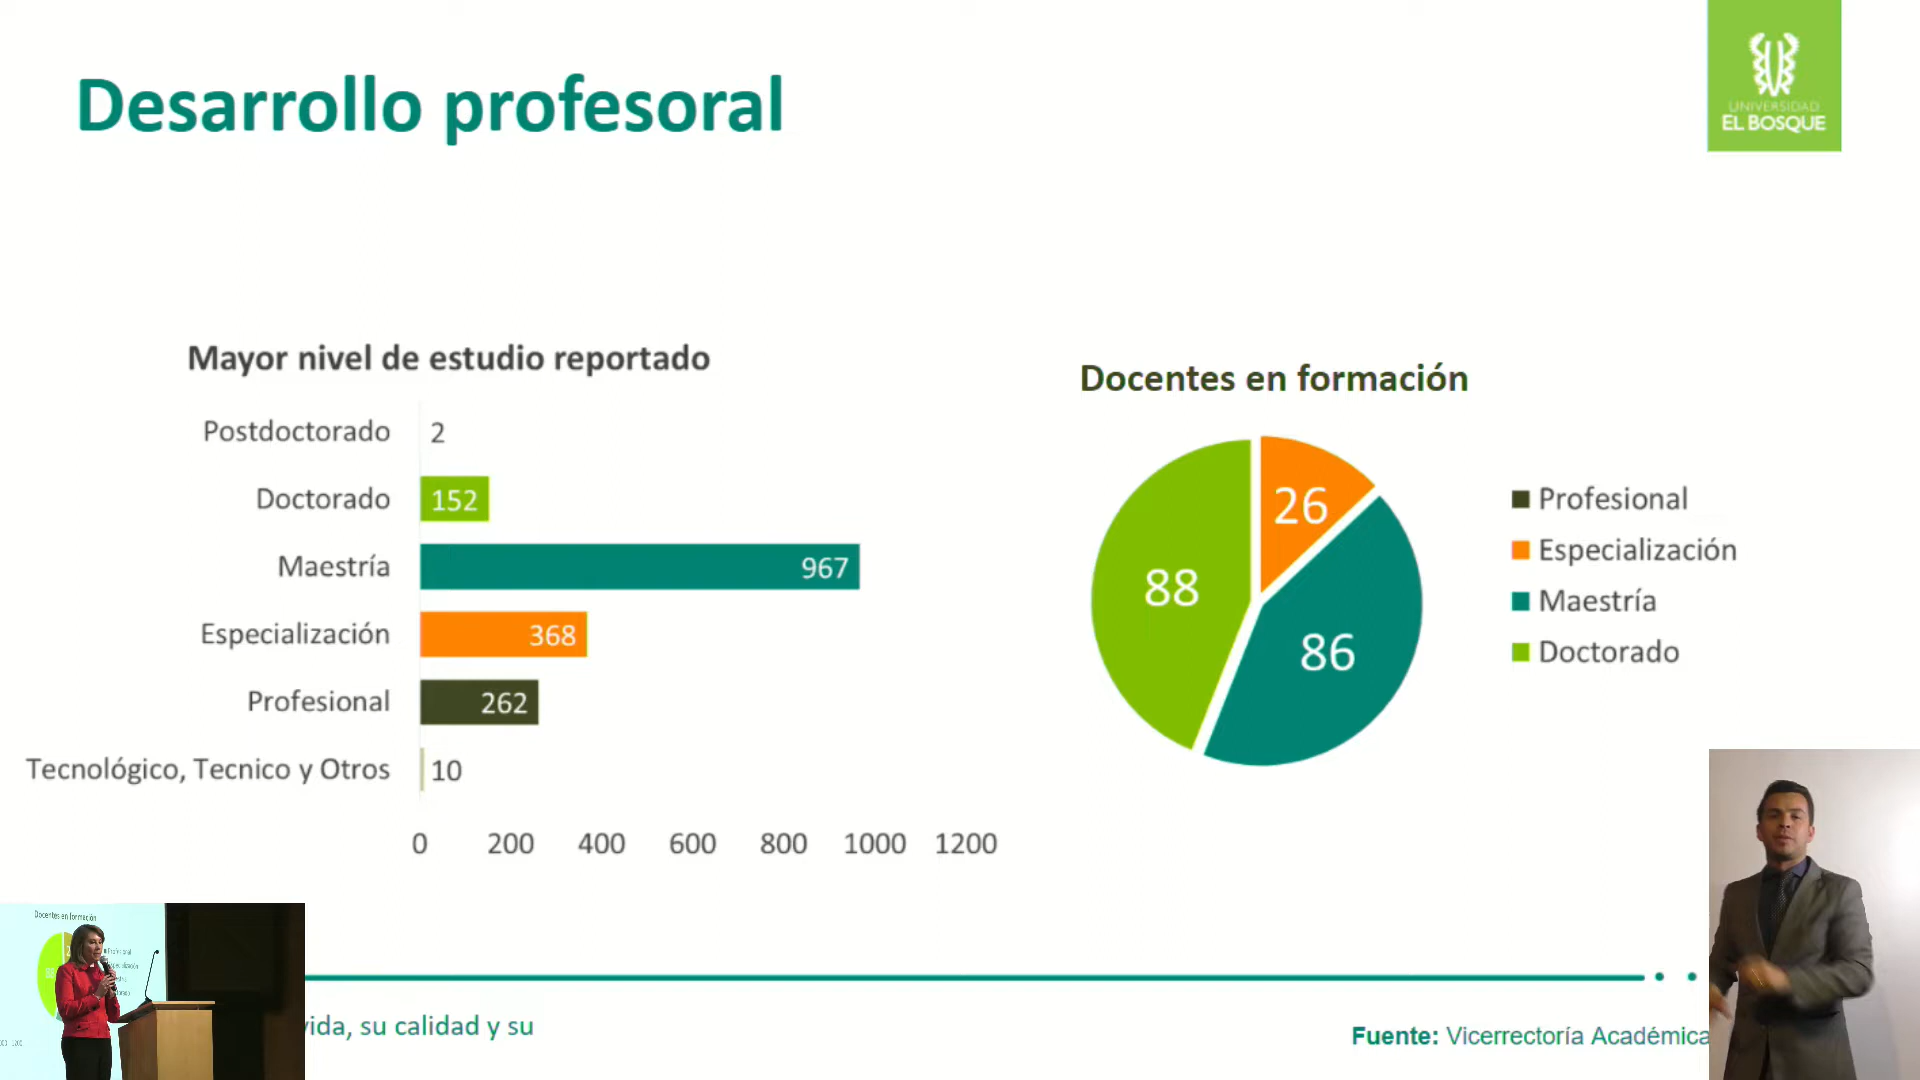 Desarrollo profesoral
UNIVERSIDAD
EL BOSQUE
Mayor nivel de estudio reportado
Postdoctorado 2
Doctorado 152
Maestría 967
Especialización 368
Profesional 262
Tecnológico, Tecnico y Otros 10
0 200 400 600 800 1000 1200
Docentes en formación
26
88
86
Profesional
Especialización
Maestría
Doctorado
Docentes en formación
vida, su calidad y su
Fuente: Vicerrectoría Académica